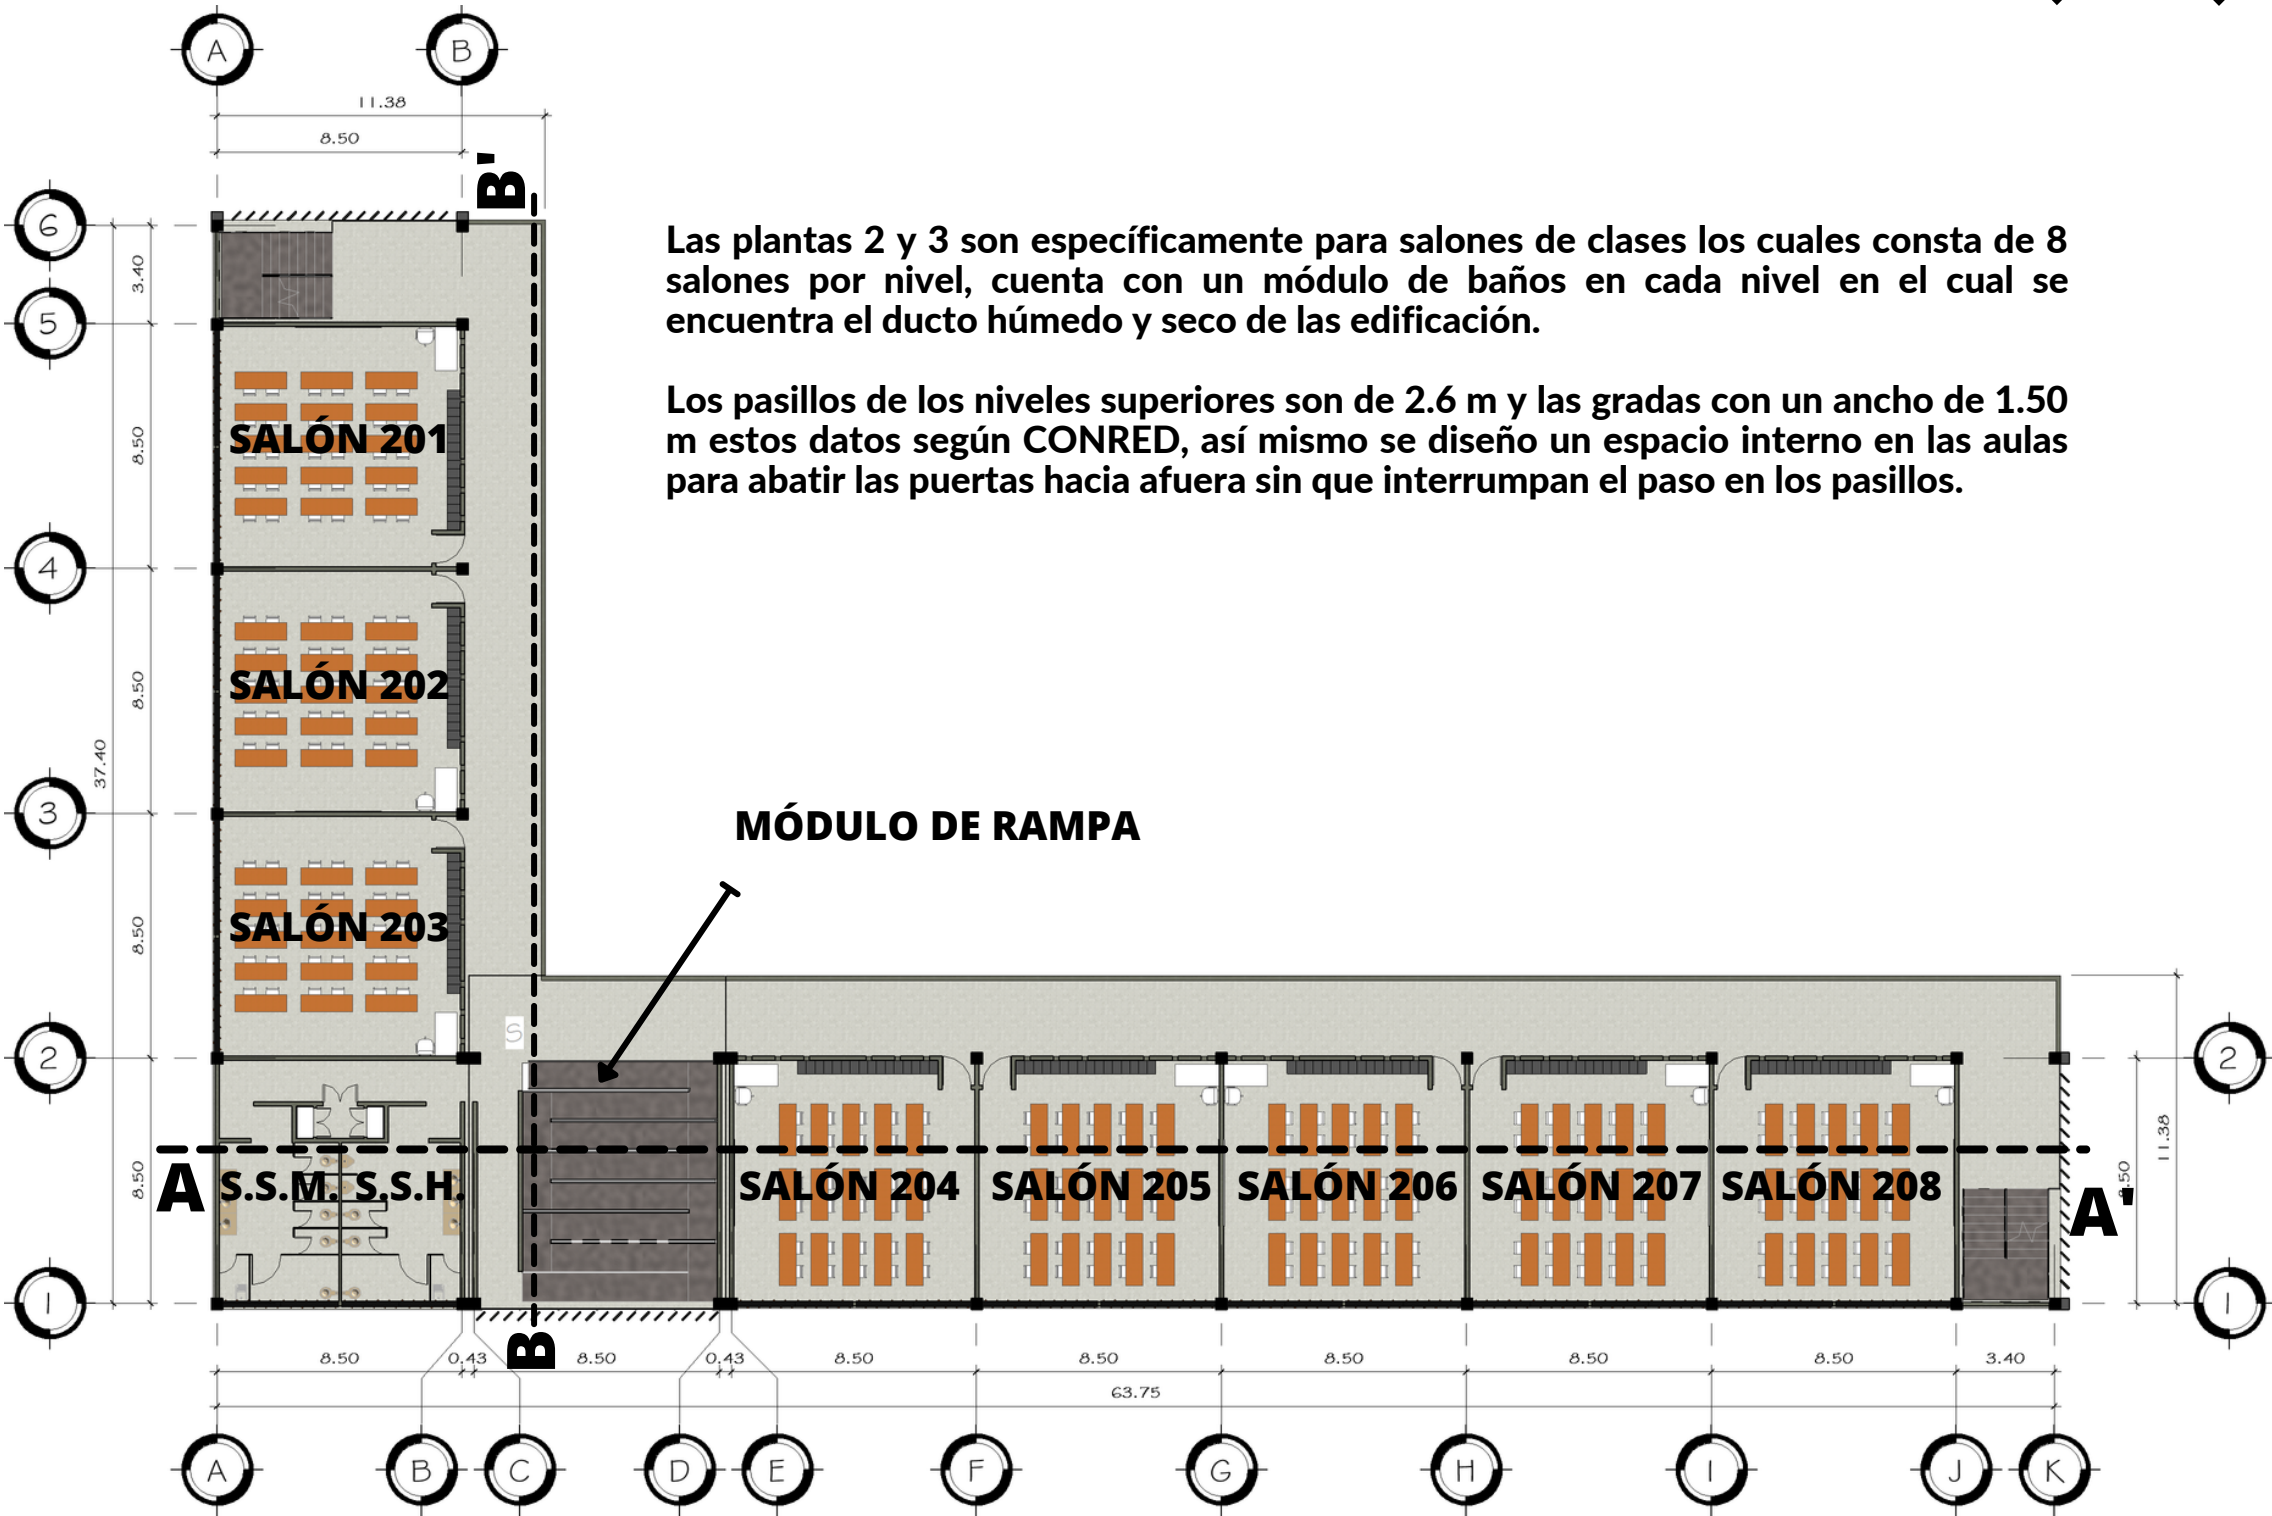 A
B
11.38
8.50
B'
6
5
4
3
2
1
3.40
8.50
8.50
8.50
8.50
37.40
Las plantas 2 y 3 son específicamente para salones de clases los cuales consta de 8
salones por nivel, cuenta con un módulo de baños en cada nivel en el cual se
encuentra el ducto húmedo y seco de las edificación.
Los pasillos de los niveles superiores son de 2.6 m y las gradas con un ancho de 1.50
m estos datos según CONRED, así mismo se diseño un espacio interno en las aulas
para abatir las puertas hacia afuera sin que interrumpan el paso en los pasillos.
SALÓN 201
SALÓN 202
SALÓN 203
MÓDULO DE RAMPA
S
A
S.S.M.
S.S.H.
SALÓN 204
SALÓN 205
SALÓN 206
SALÓN 207
SALÓN 208
A'
2
1
8.50
11.38
B
8.50
0.43
8.50
0.43
8.50
8.50
8.50
8.50
8.50
3.40
63.75
A
B
C
D
E
F
G
H
I
J
K